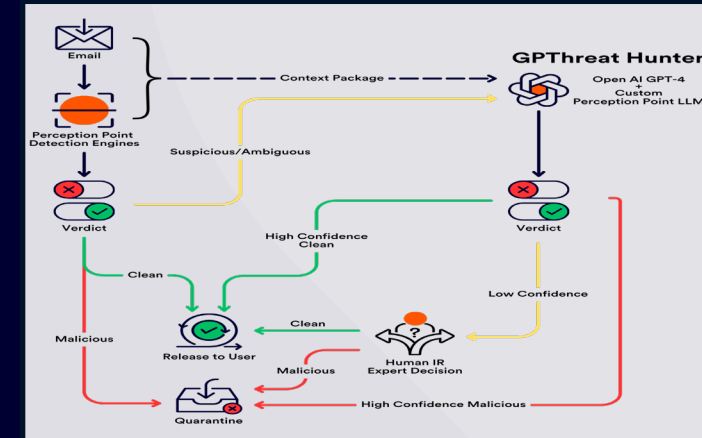 Email
Context Package
GPThreat Hunter
Open AI GPT-4
+
Custom
Perception Point LLM
Perception Point
Detection Engines
Suspicious/Ambiguous
Verdict
Verdict
High Confidence
Clean
Clean
Low Confidence
Clean
?
Malicious
Release to User
Human IR
Expert Decision
Malicious
High Confidence Malicious
Quarantine